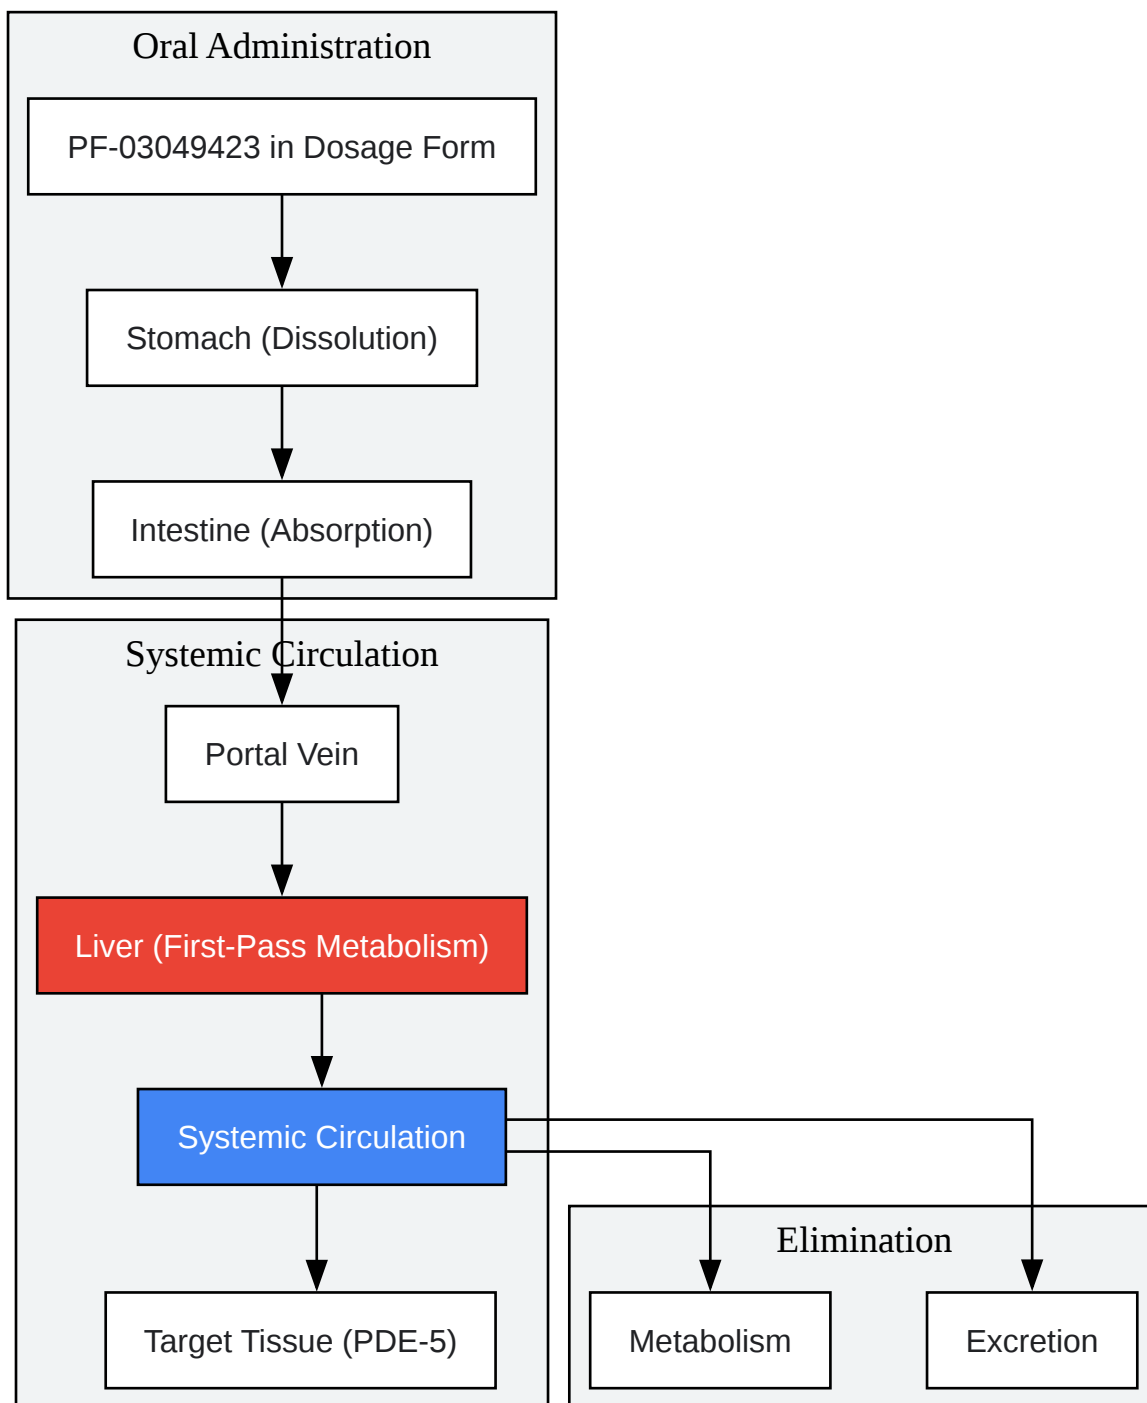 Oral Administration
PF-03049423 in Dosage Form
Stomach (Dissolution)
Intestine (Absorption)
Systemic Circulation
Portal Vein
Liver (First-Pass Metabolism)
Systemic Circulation
Elimination
Target Tissue (PDE-5)
Metabolism
Excretion